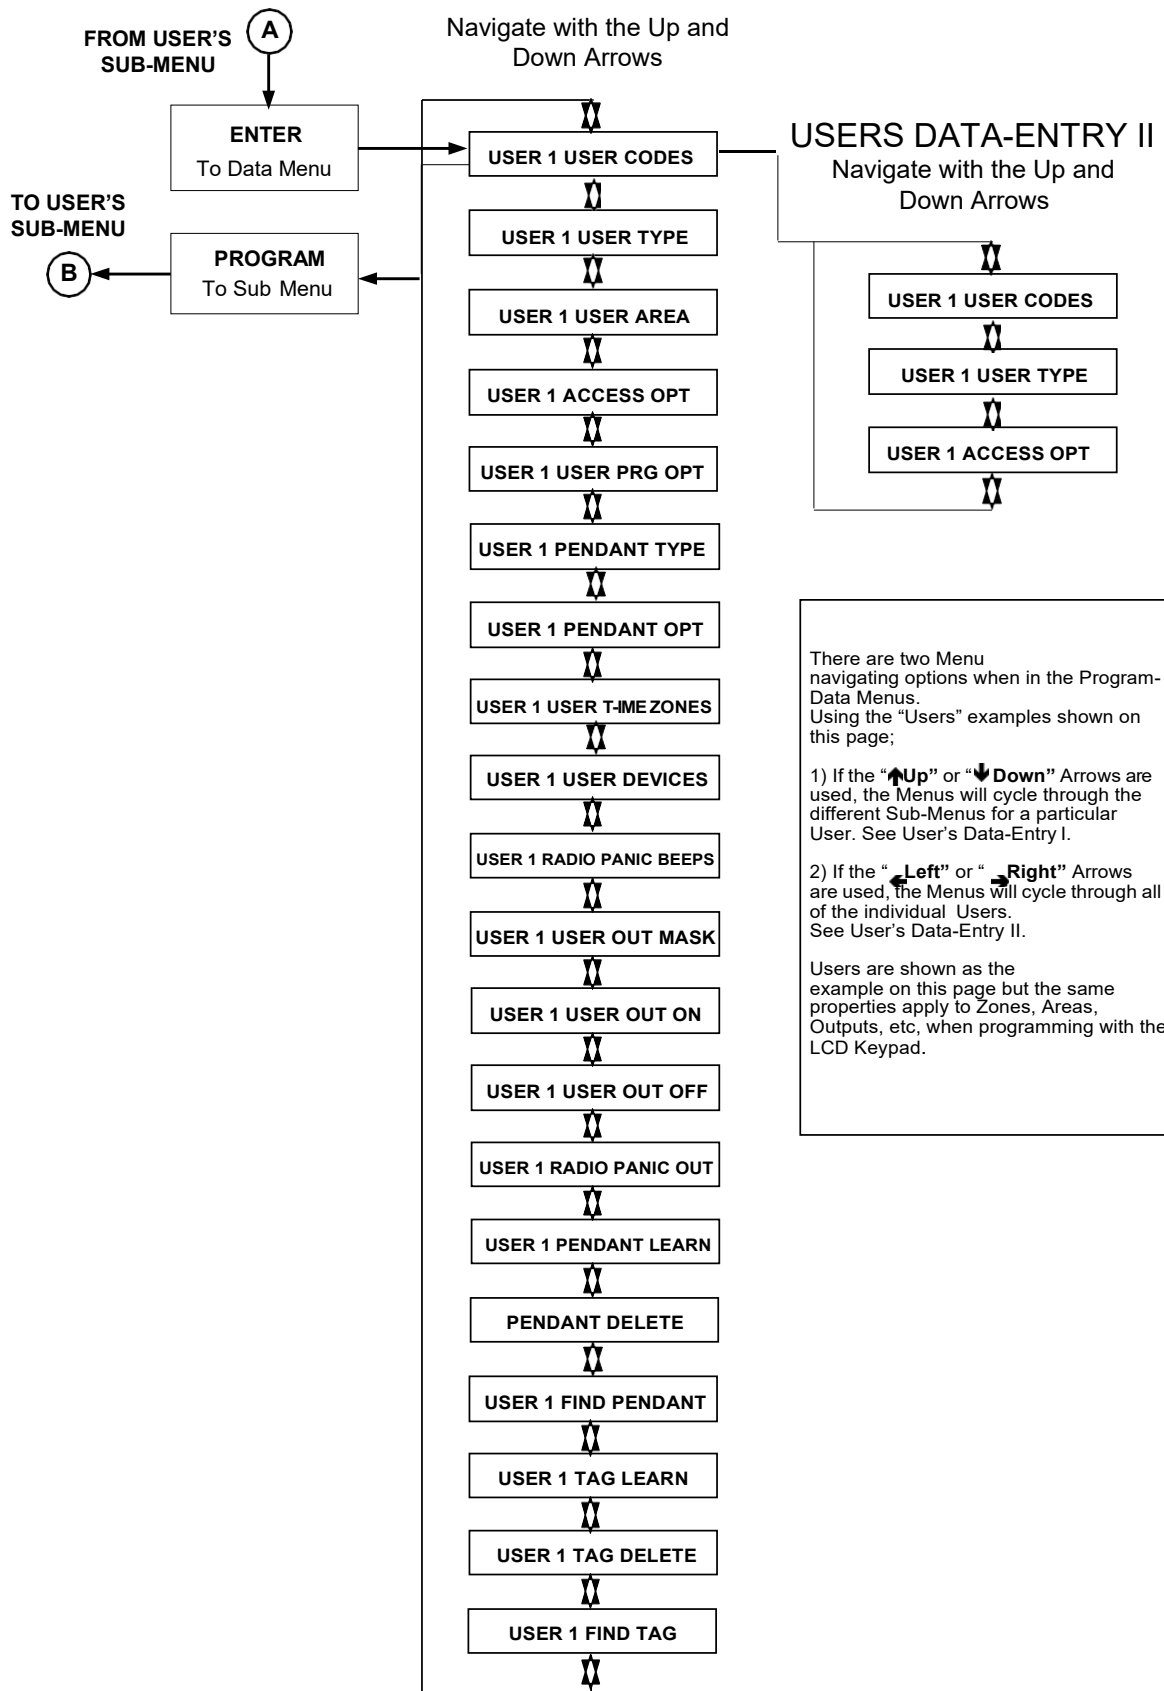 FROM USER'S
SUB-MENU
A
Navigate with the Up and
Down Arrows
ENTER
To Data Menu
TO USER'S
SUB-MENU
B
PROGRAM
To Sub Menu
USER 1 USER CODES
USER 1 USER TYPE
USER 1 USER AREA
USER 1 ACCESS OPT
USER 1 USER PRG OPT
USER 1 PENDANT TYPE
USER 1 PENDANT OPT
USER 1 USER T-IME ZONES
USER 1 USER DEVICES
USER 1 RADIO PANIC BEEPS
USER 1 USER OUT MASK
USER 1 USER OUT ON
USER 1 USER OUT OFF
USER 1 RADIO PANIC OUT
USER 1 PENDANT LEARN
PENDANT DELETE
USER 1 FIND PENDANT
USER 1 TAG LEARN
USER 1 TAG DELETE
USER 1 FIND TAG
USERS DATA-ENTRY II
Navigate with the Up and
Down Arrows
USER 1 USER CODES
USER 1 USER TYPE
USER 1 ACCESS OPT
There are two Menu
navigating options when in the Program-
Data Menus.
Using the “Users” examples shown on
this page;
1) If the “↑Up” or “↓Down” Arrows are
used, the Menus will cycle through the
different Sub-Menus for a particular
User. See User's Data-Entry I.
2) If the “←Left” or “→Right” Arrows
are used, the Menus will cycle through all
of the individual Users.
See User's Data-Entry II.
Users are shown as the
example on this page but the same
properties apply to Zones, Areas,
Outputs, etc, when programming with the
LCD Keypad.